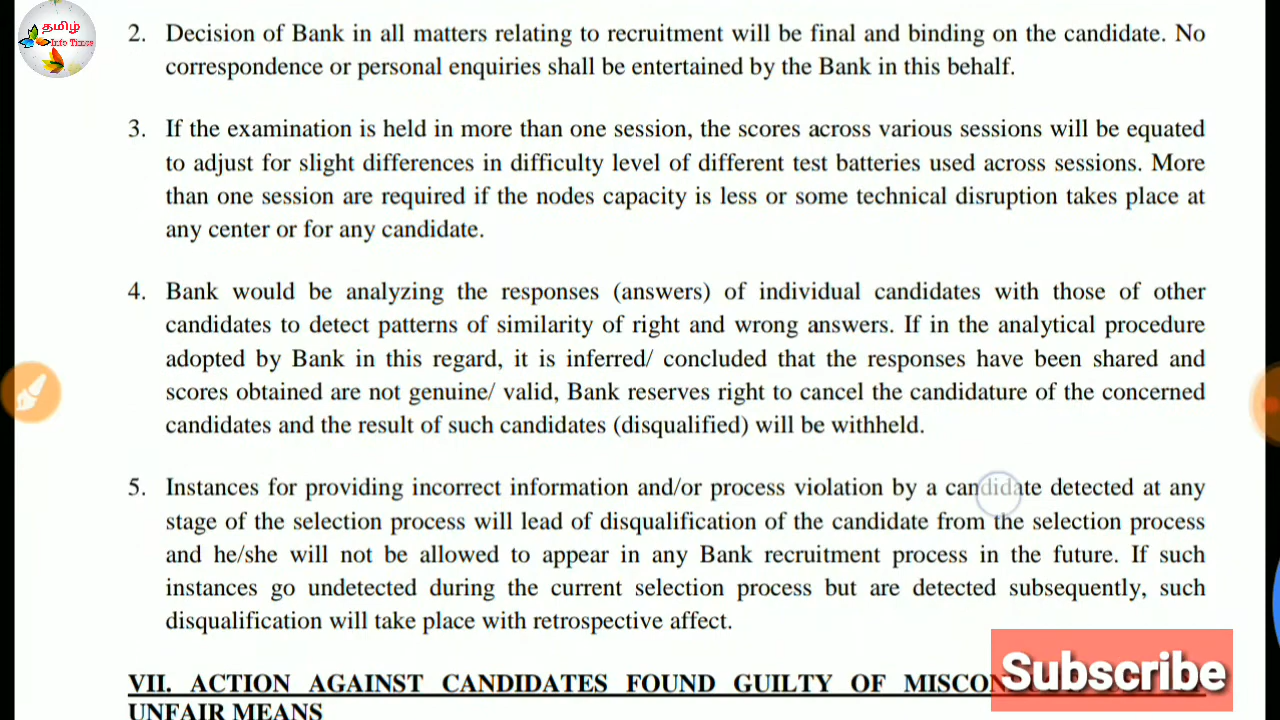 தமிழ்
Info Times
2. Decision of Bank in all matters relating to recruitment will be final and binding on the candidate. No
correspondence or personal enquiries shall be entertained by the Bank in this behalf.
3. If the examination is held in more than one session, the scores across various sessions will be equated
to adjust for slight differences in difficulty level of different test batteries used across sessions. More
than one session are required if the nodes capacity is less or some technical disruption takes place at
any center or for any candidate.
4. Bank would be analyzing the responses (answers) of individual candidates with those of other
candidates to detect patterns of similarity of right and wrong answers. If in the analytical procedure
adopted by Bank in this regard, it is inferred/ concluded that the responses have been shared and
scores obtained are not genuine/ valid, Bank reserves right to cancel the candidature of the concerned
candidates and the result of such candidates (disqualified) will be withheld.
5. Instances for providing incorrect information and/or process violation by a candidate detected at any
stage of the selection process will lead of disqualification of the candidate from the selection process
and he/she will not be allowed to appear in any Bank recruitment process in the future. If such
instances go undetected during the current selection process but are detected subsequently, such
disqualification will take place with retrospective affect.
VII. ACTION AGAINST CANDIDATES FOUND GUILTY OF
UNFAIR MEANS
Subscribe